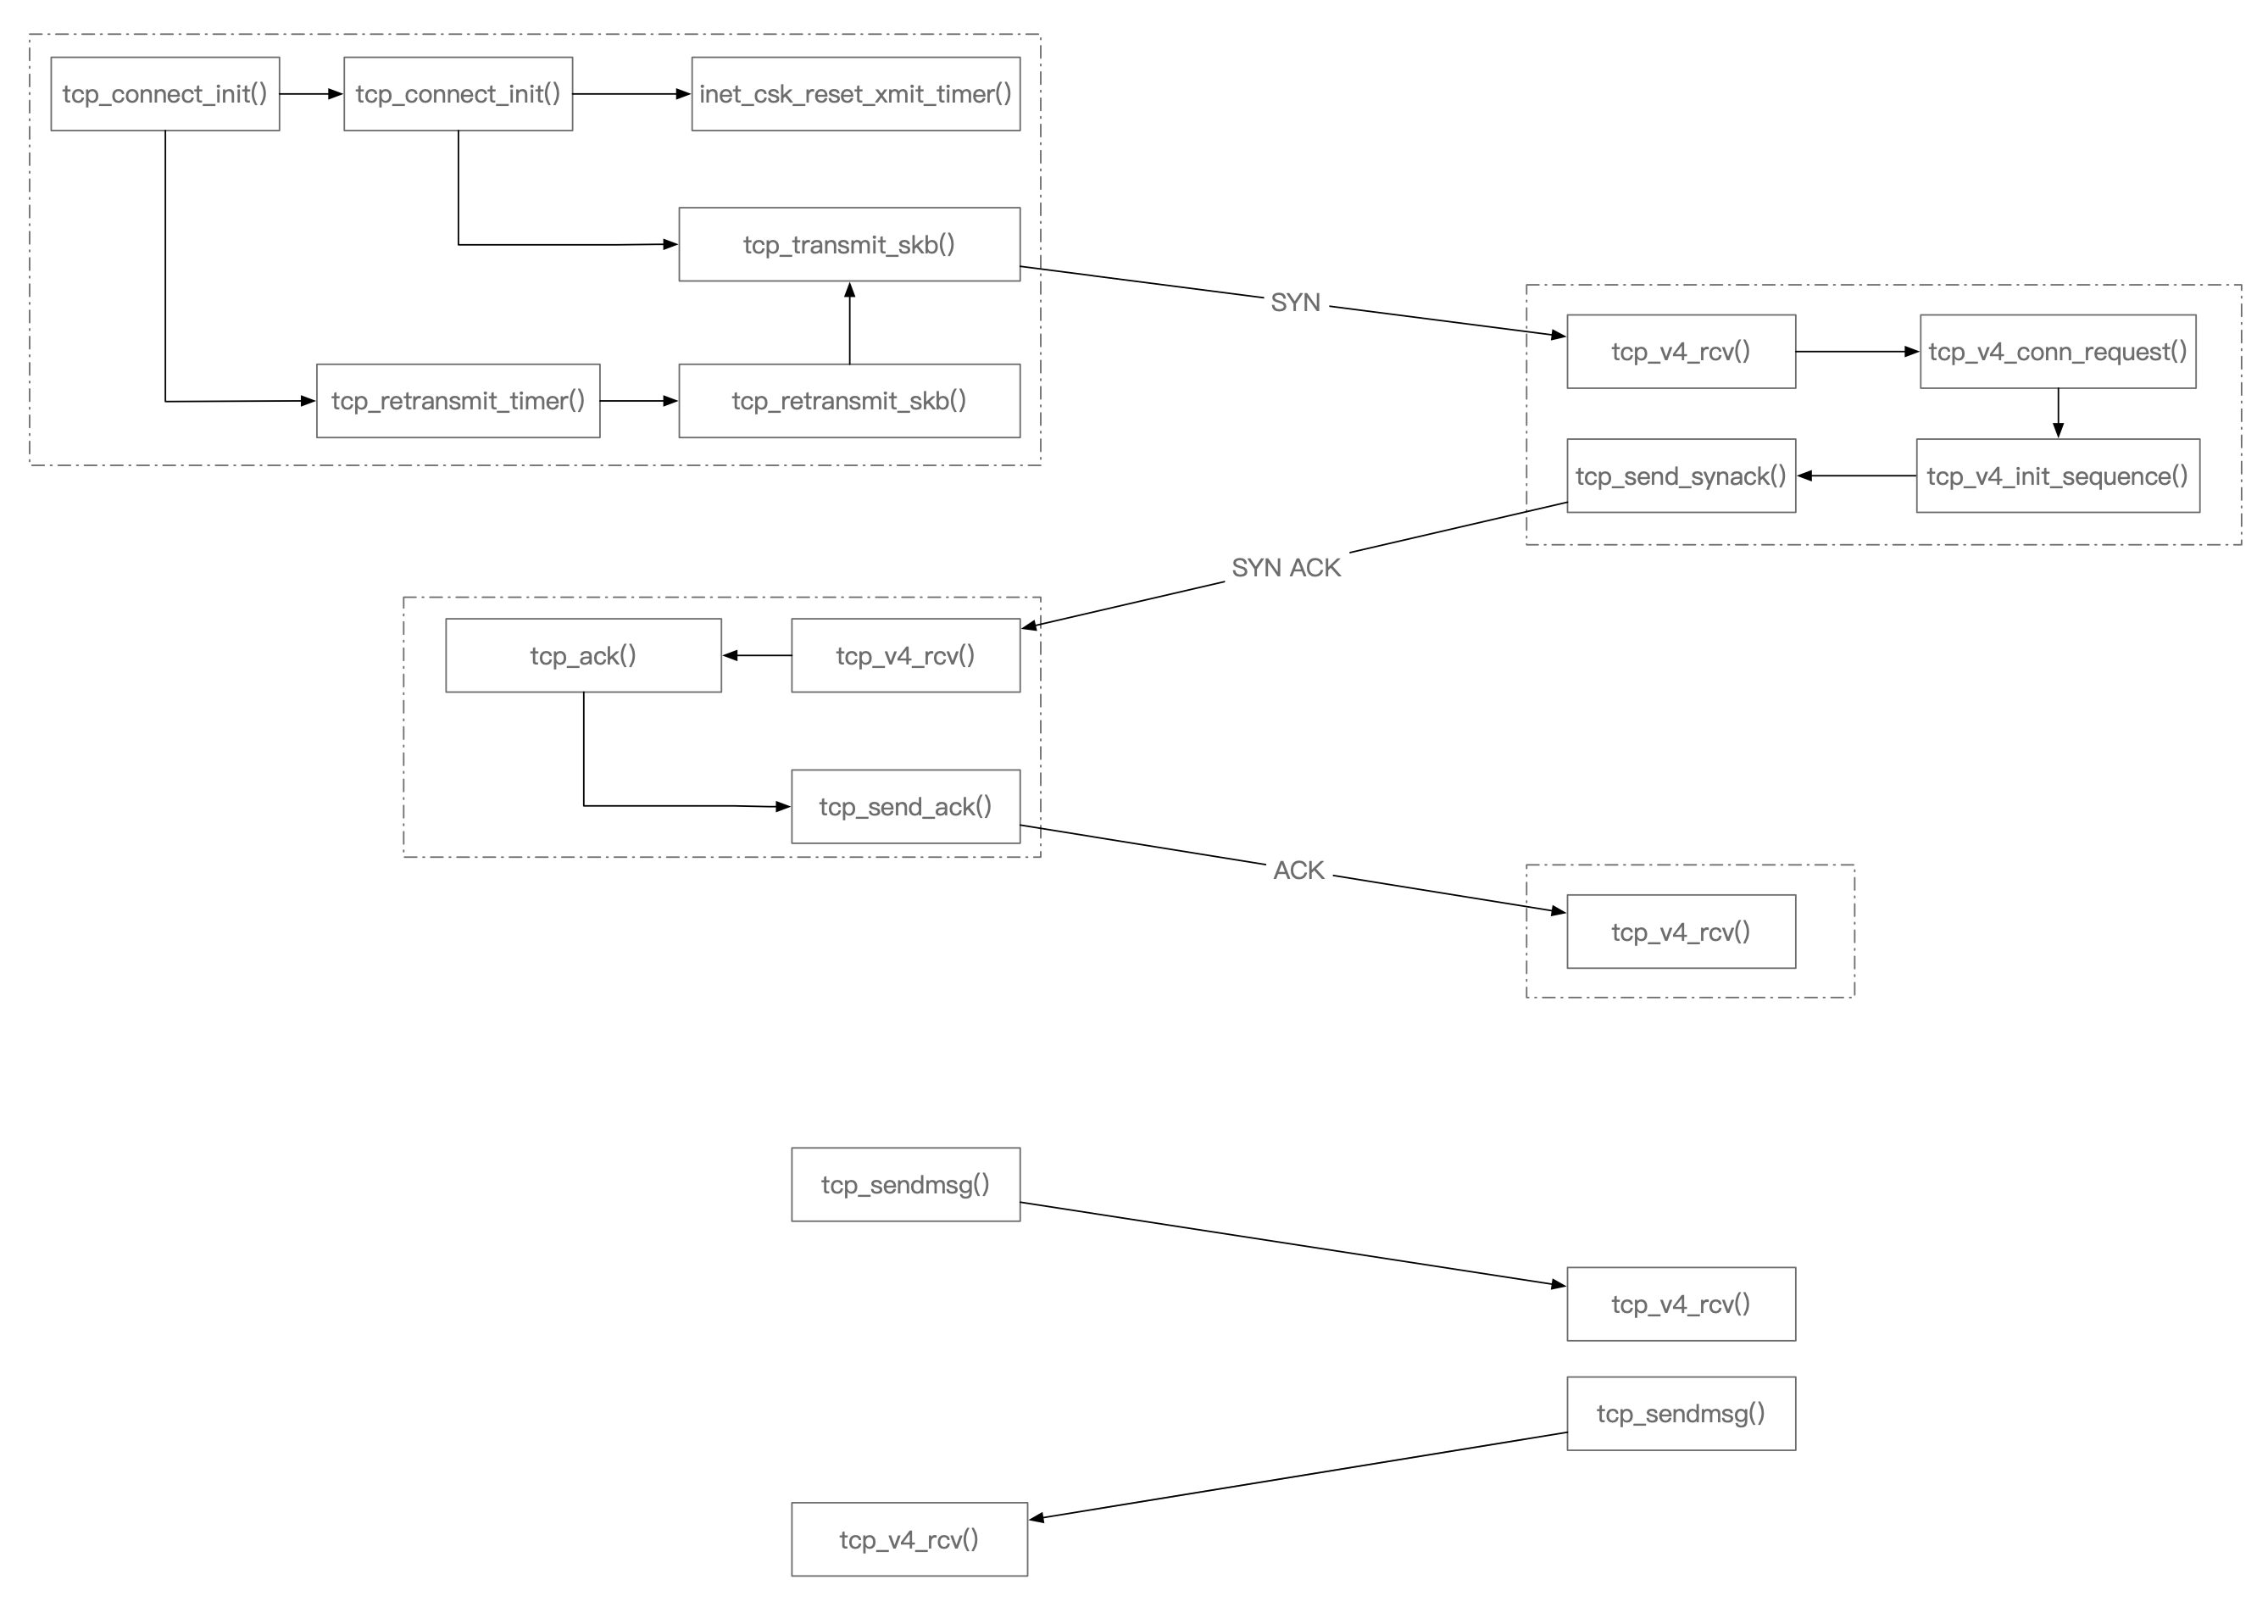 tcp_connect_init()
tcp_connect_init()
inet_csk_reset_xmit_timer()
tcp_transmit_skb()
SYN
tcp_v4_rcv()
tcp_v4_conn_request()
tcp_retransmit_timer()
tcp_retransmit_skb()
tcp_send_synack()
tcp_v4_init_sequence()
SYN ACK
tcp_ack()
tcp_v4_rcv()
tcp_send_ack()
ACK
tcp_v4_rcv()
tcp_sendmsg()
tcp_v4_rcv()
tcp_sendmsg()
tcp_v4_rcv()